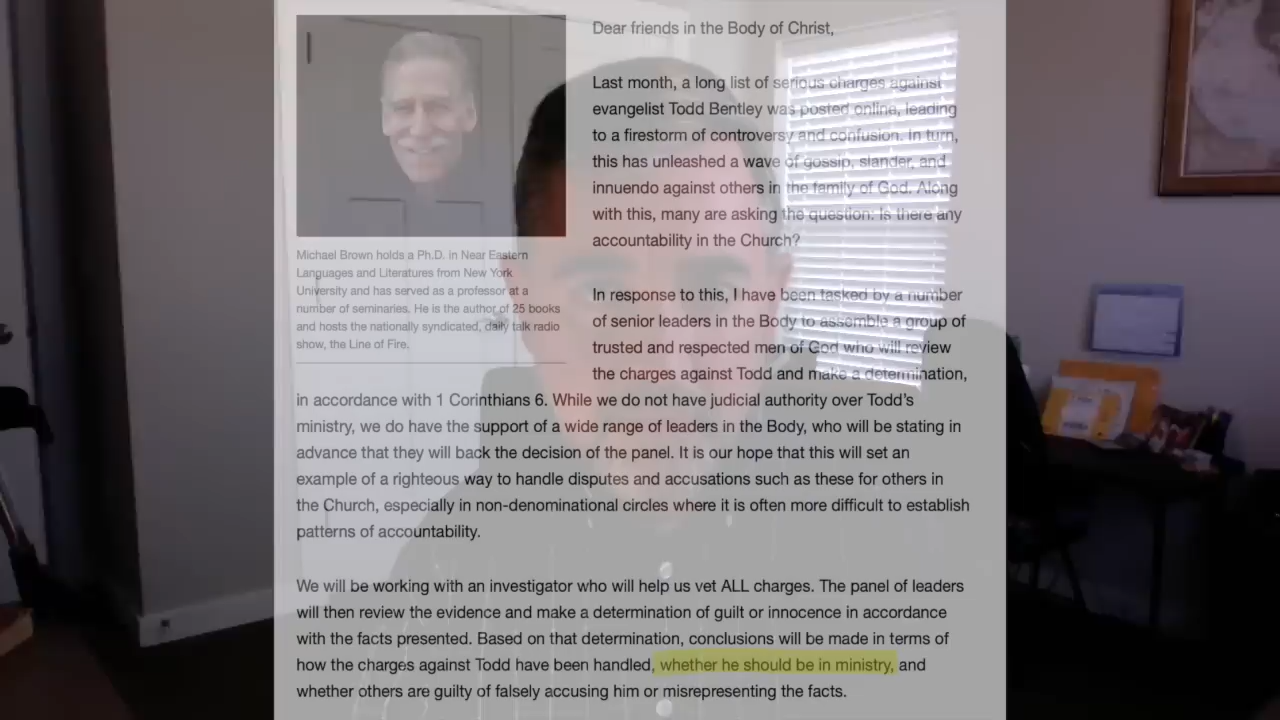 Dear friends in the Body of Christ,
Last month, a long list of serious charges against
evangelist Todd Bentley was posted online, leading
to a firestorm of controversy and confusion. In turn,
this has unleashed a wave of gossip, slander, and
innuendo against others in the family of God. Along
with this, many are asking the question: Is there any
accountability in the Church?
Michael Brown holds a Ph.D. in Near Eastern
Languages and Literatures from New York
University and has served as a professor at a
number of seminaries. He is the author of 25 books
and hosts the nationally syndicated, daily talk radio
show, the Line of Fire.
In response to this, I have been tasked by a number
of senior leaders in the Body to assemble a group of
trusted and respected men of God who will review
the charges against Todd and make a determination,
in accordance with 1 Corinthians 6. While we do not have judicial authority over Todd's
ministry, we do have the support of a wide range of leaders in the Body, who will be stating in
advance that they will back the decision of the panel. It is our hope that this will set an
example of a righteous way to handle disputes and accusations such as these for others in
the Church, especially in non-denominational circles where it is often more difficult to establish
patterns of accountability.
We will be working with an investigator who will help us vet ALL charges. The panel of leaders
will then review the evidence and make a determination of guilt or innocence in accordance
with the facts presented. Based on that determination, conclusions will be made in terms of
how the charges against Todd have been handled, whether he should be in ministry, and
whether others are guilty of falsely accusing him or misrepresenting the facts.